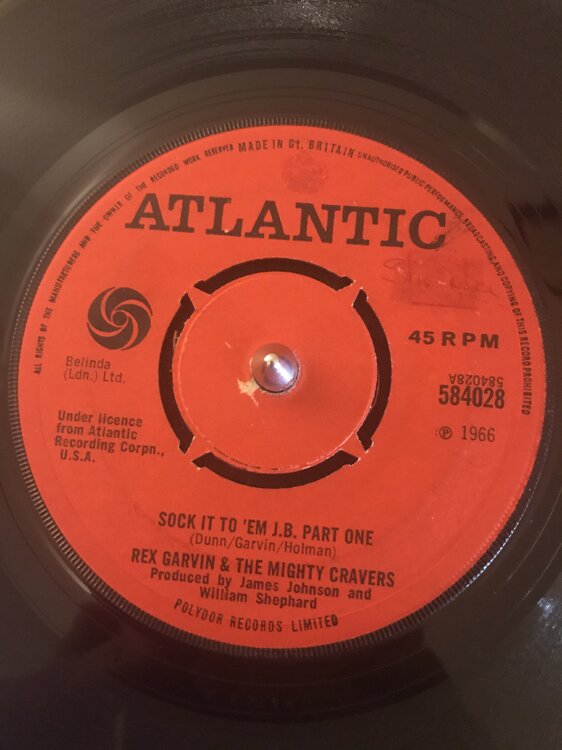 ALL RIGHTS OF THE MANUFACTURERS AND THE OWNER OF THE RECORDED WORK RESERVED MADE IN Gt. BRITAIN UNAUTHORISED PUBLIC PERFORMANCE, BROADCASTING AND COPYING OF THIS RECORD PROHIBITED
ATLANTIC
45 RPM
Belinda
(Ldn.) Ltd.
584028A
584028
Under licence
from Atlantic
Recording Corpn.,
U.S.A.
℗ 1966
SOCK IT TO 'EM J.B. PART ONE
(Dunn/Garvin/Holman)
REX GARVIN & THE MIGHTY CRAVERS
Produced by James Johnson and
William Shephard
POLYDOR RECORDS LIMITED